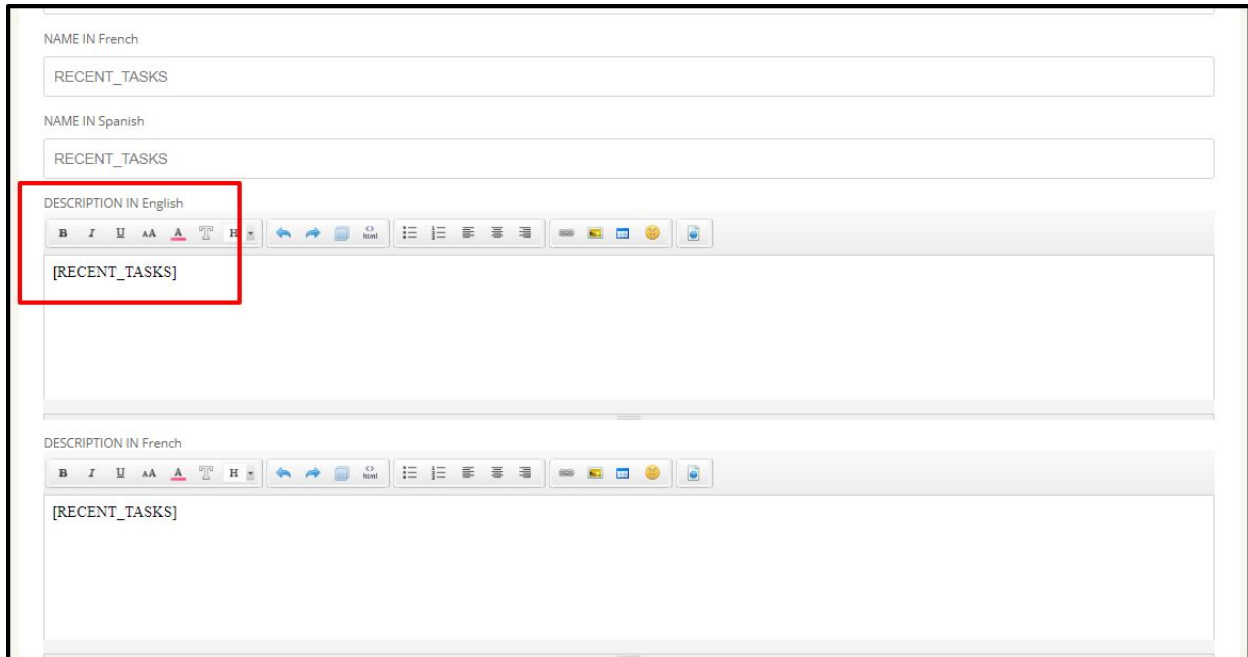 NAME IN French
RECENT_TASKS
NAME IN Spanish
RECENT_TASKS
DESCRIPTION IN English
B I U AA A T H html
[RECENT_TASKS]
DESCRIPTION IN French
B I U AA A T H html
[RECENT_TASKS]